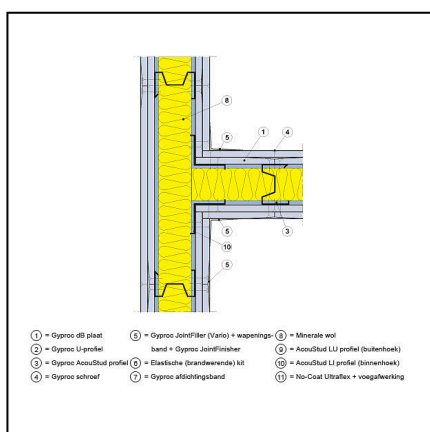 8
5
1
4
5
3
10
5
1 = Gyproc dB plaat
2 = Gyproc U-profiel
3 = Gyproc AcouStud profiel
4 = Gyproc schroef
5 = Gyproc JointFiller (Vario) + wapenings-
band + Gyproc JointFinisher
6 = Elastische (brandwerende) kit
7 = Gyproc afdichtingsband
8 = Minerale wol
9 = AcouStud LU profiel (buitenhoek)
10 = AcouStud LI profiel (binnenhoek)
11 = No-Coat Ultraflex + voegafwerking